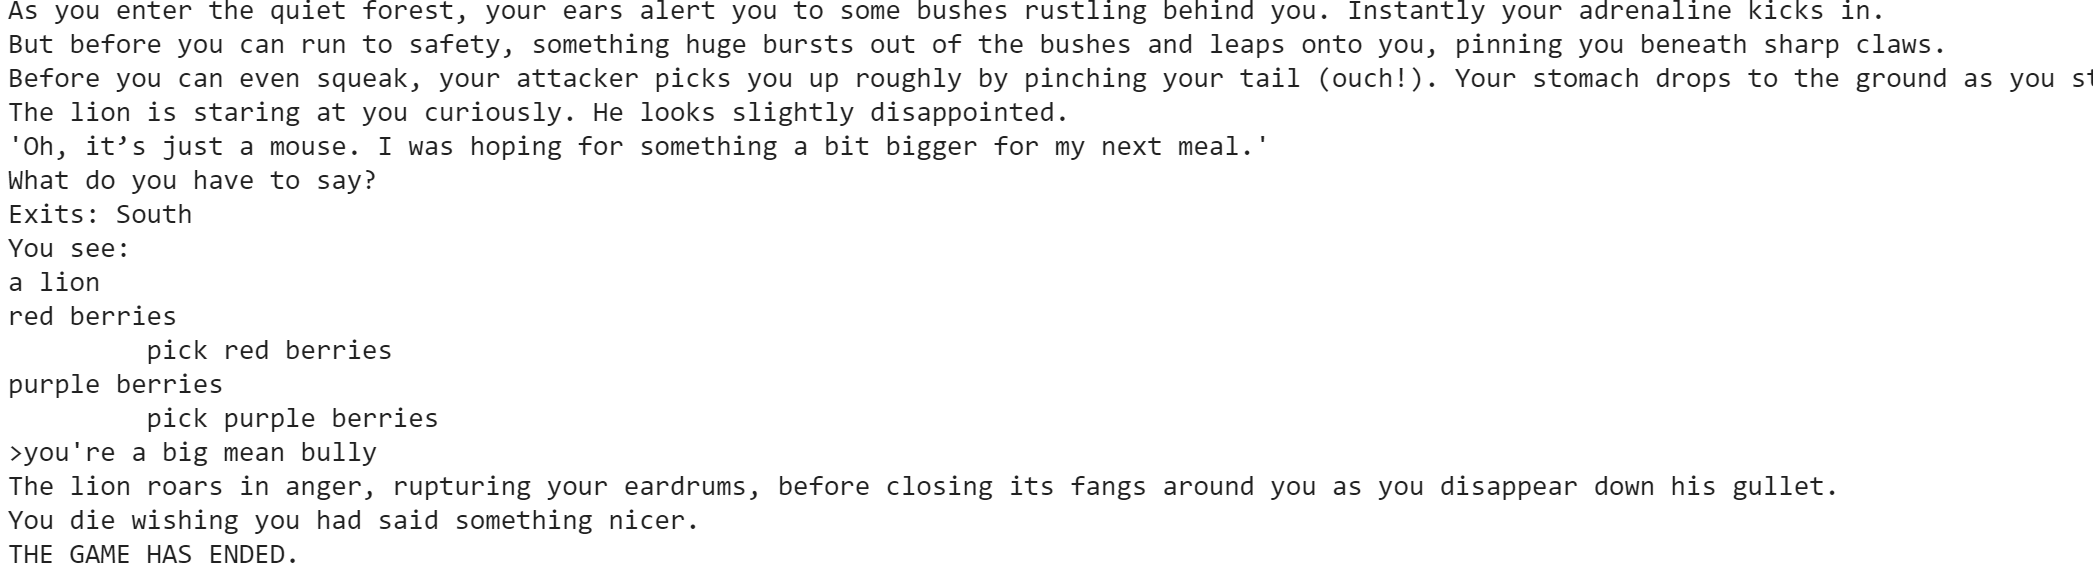 As you enter the quiet forest, your ears alert you to some bushes rustling behind you. Instantly your adrenaline kicks in.
But before you can run to safety, something huge bursts out of the bushes and leaps onto you, pinning you beneath sharp claws.
Before you can even squeak, your attacker picks you up roughly by pinching your tail (ouch!). Your stomach drops to the ground as you st
The lion is staring at you curiously. He looks slightly disappointed.
'Oh, it’s just a mouse. I was hoping for something a bit bigger for my next meal.'
What do you have to say?
Exits: South
You see:
a lion
red berries
        pick red berries
purple berries
        pick purple berries
>you're a big mean bully
The lion roars in anger, rupturing your eardrums, before closing its fangs around you as you disappear down his gullet.
You die wishing you had said something nicer.
THE GAME HAS ENDED.